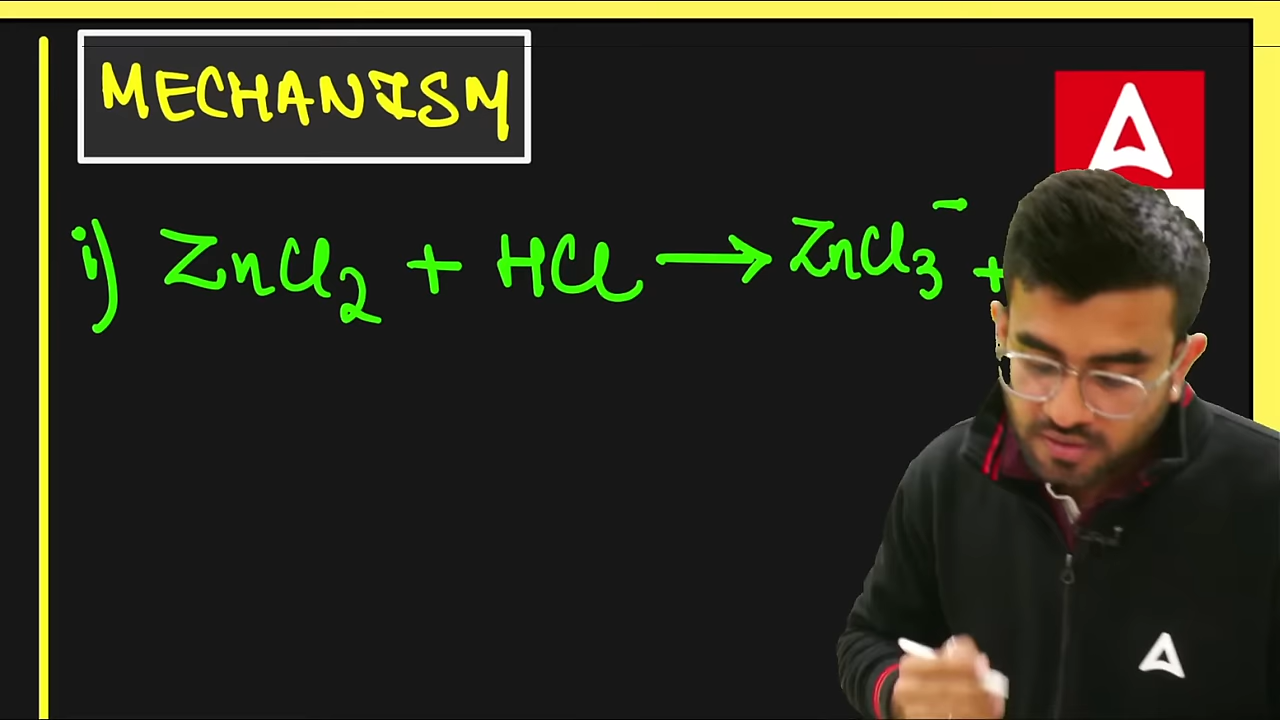 MECHANISM
i) ZnCl₂ + HCl → ZnCl₃⁻ +